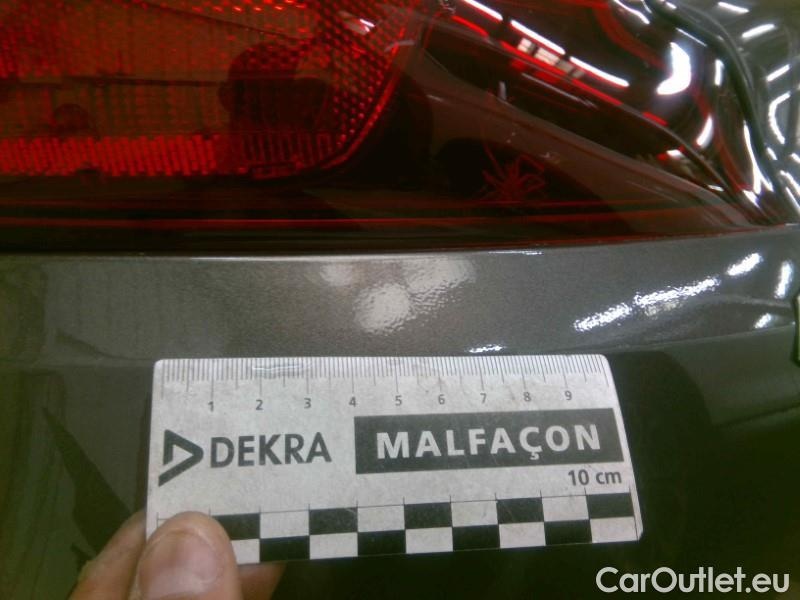 1 2 3 4 5 6 7 8 9
DEKRA MALFAÇON
10 cm
CarOutlet.eu